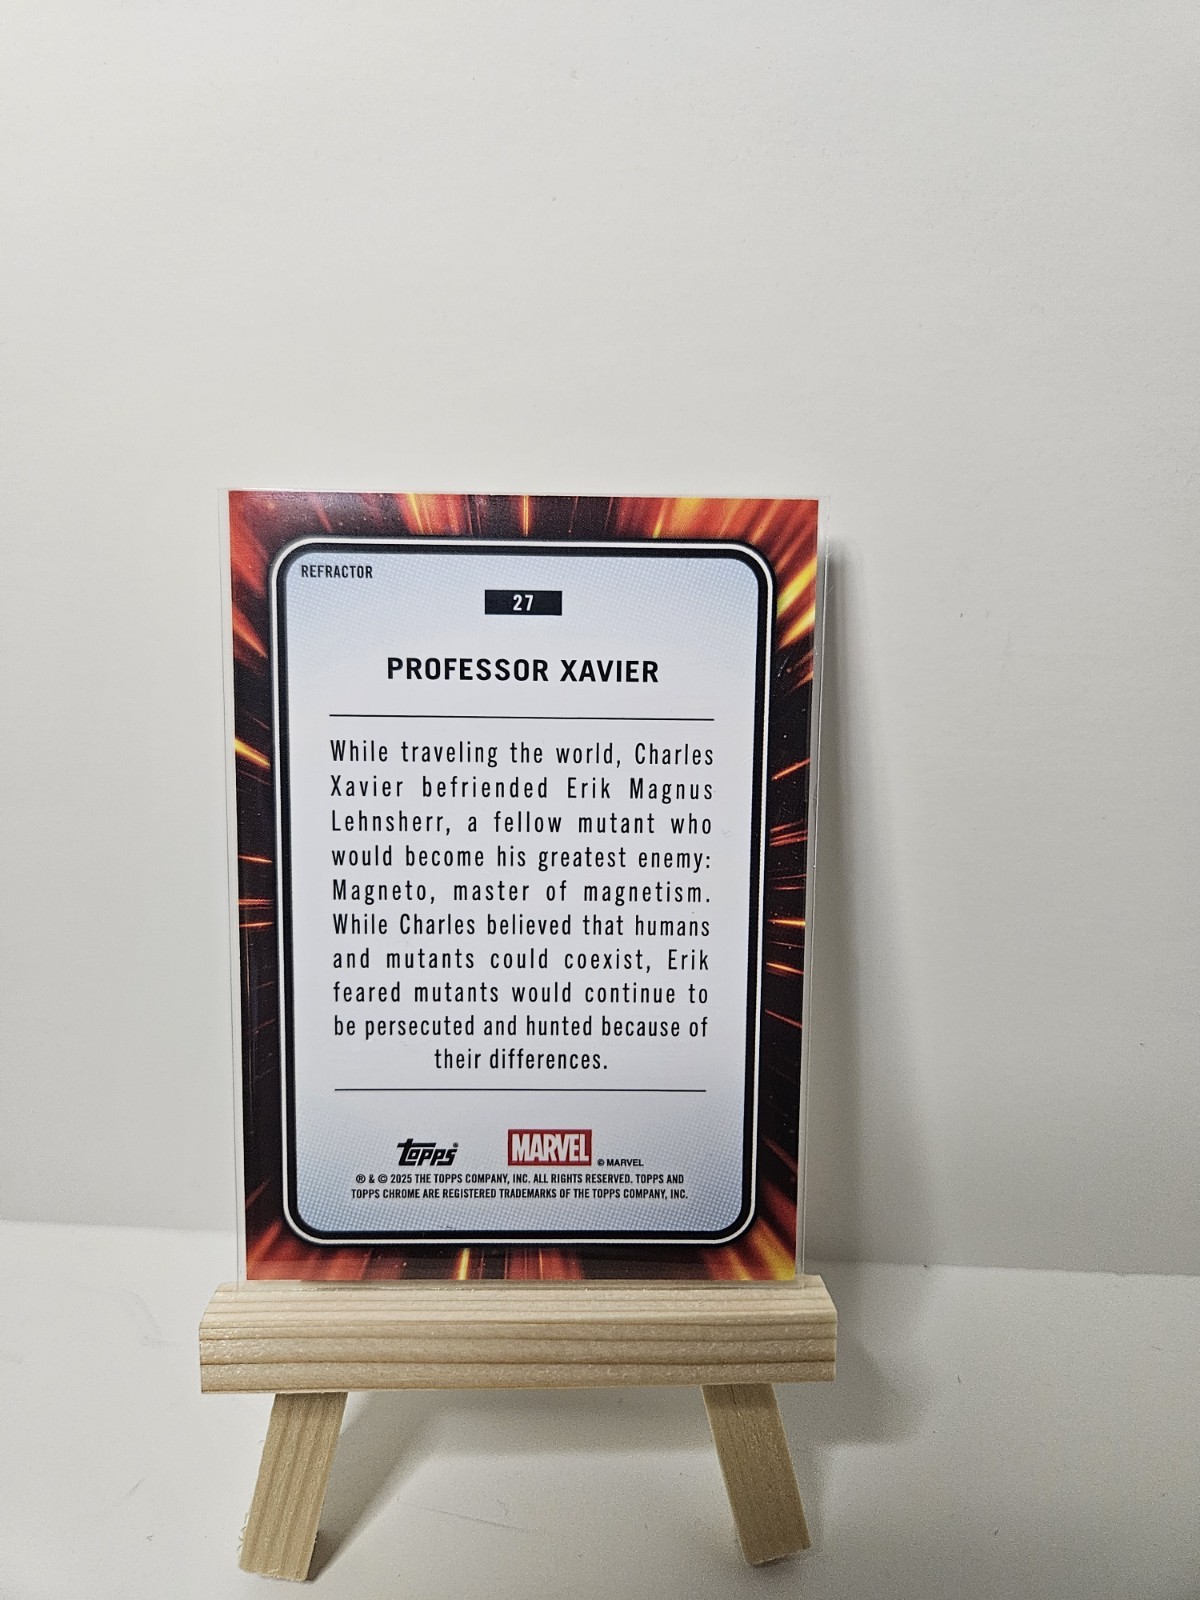 REFRACTOR
27
PROFESSOR XAVIER
While traveling the world, Charles
Xavier befriended Erik Magnus
Lehnsherr, a fellow mutant who
would become his greatest enemy:
Magneto, master of magnetism.
While Charles believed that humans
and mutants could coexist, Erik
feared mutants would continue to
be persecuted and hunted because of
their differences.
Topps® MARVEL © MARVEL
® & © 2025 THE TOPPS COMPANY, INC. ALL RIGHTS RESERVED. TOPPS AND
TOPPS CHROME ARE REGISTERED TRADEMARKS OF THE TOPPS COMPANY, INC.